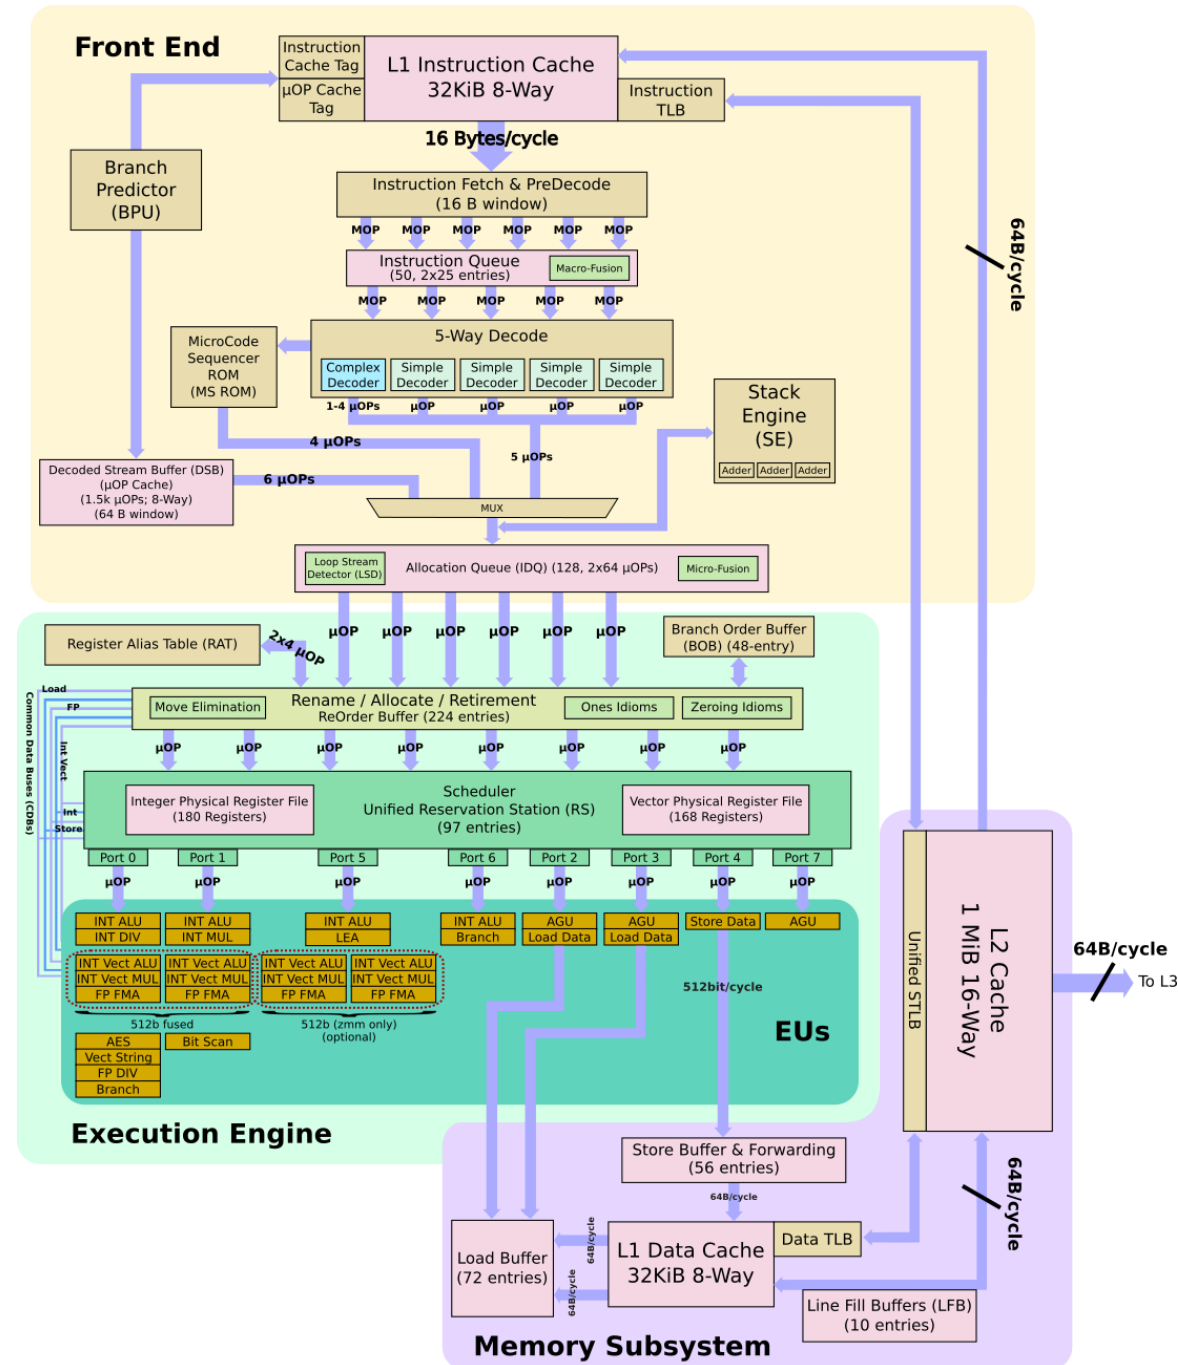 Front End
Instruction
Cache Tag
µOP Cache
Tag
L1 Instruction Cache
32KiB 8-Way
Instruction
TLB
16 Bytes/cycle
Branch
Predictor
(BPU)
Instruction Fetch & PreDecode
(16 B window)
MOP MOP MOP MOP MOP MOP
Instruction Queue
(50, 2x25 entries)
Macro-Fusion
MOP MOP MOP MOP MOP
64B/cycle
MicroCode
Sequencer
ROM
(MS ROM)
5-Way Decode
Complex
Decoder
Simple
Decoder
Simple
Decoder
Simple
Decoder
Simple
Decoder
1-4 µOPs µOP µOP µOP µOP
Stack
Engine
(SE)
Adder Adder Adder
4 µOPs
5 µOPs
Decoded Stream Buffer (DSB)
(µOP Cache)
(1.5k µOPs; 8-Way)
(64 B window)
6 µOPs
MUX
Loop Stream
Detector (LSD)
Allocation Queue (IDQ) (128, 2x64 µOPs)
Micro-Fusion
Register Alias Table (RAT)
2x4 µOP
µOP µOP µOP µOP µOP µOP
Branch Order Buffer
(BOB) (48-entry)
Load
FP
Common Data Buses (CDBs)
Int Vect
Int
Store
Move Elimination
Rename / Allocate / Retirement
ReOrder Buffer (224 entries)
Ones Idioms
Zeroing Idioms
µOP µOP µOP µOP µOP µOP µOP µOP
Integer Physical Register File
(180 Registers)
Scheduler
Unified Reservation Station (RS)
(97 entries)
Vector Physical Register File
(168 Registers)
Port 0 Port 1 Port 5 Port 6 Port 2 Port 3 Port 4 Port 7
µOP µOP µOP µOP µOP µOP µOP µOP
INT ALU
INT DIV
INT ALU
INT MUL
INT ALU
LEA
INT ALU
Branch
AGU
Load Data
AGU
Load Data
Store Data
AGU
INT Vect ALU
INT Vect MUL
FP FMA
INT Vect ALU
INT Vect MUL
FP FMA
INT Vect ALU
INT Vect MUL
FP FMA
INT Vect ALU
INT Vect MUL
FP FMA
512b fused
512b (zmm only)
(optional)
AES
Vect String
FP DIV
Branch
Bit Scan
512bit/cycle
EUs
Execution Engine
Unified STLB
L2 Cache
1 MiB 16-Way
64B/cycle
To L3
Store Buffer & Forwarding
(56 entries)
64B/cycle
64B/cycle
Load Buffer
(72 entries)
64B/cycle
64B/cycle
L1 Data Cache
32KiB 8-Way
Data TLB
Line Fill Buffers (LFB)
(10 entries)
Memory Subsystem